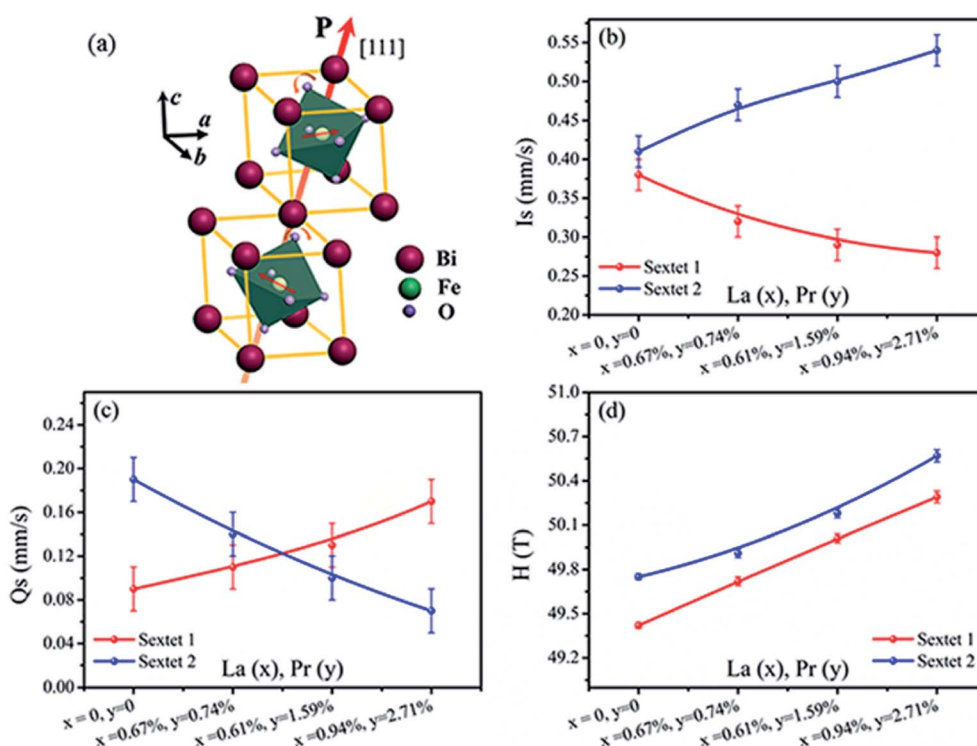 (a)
P
[111]
c
a
b
Bi
Fe
O
(b)
Is (mm/s)
0.55
0.50
0.45
0.40
0.35
0.30
0.25
0.20
Sextet 1
Sextet 2
La (x), Pr (y)
x = 0, y=0
x =0.67%, y=0.74%
x =0.61%, y=1.59%
x =0.94%, y=2.71%
(c)
Qs (mm/s)
0.24
0.20
0.16
0.12
0.08
0.04
0.00
Sextet 1
Sextet 2
La (x), Pr (y)
x = 0, y=0
x =0.67%, y=0.74%
x =0.61%, y=1.59%
x =0.94%, y=2.71%
(d)
H (T)
51.0
50.7
50.4
50.1
49.8
49.5
49.2
Sextet 1
Sextet 2
La (x), Pr (y)
x = 0, y=0
x =0.67%, y=0.74%
x =0.61%, y=1.59%
x =0.94%, y=2.71%